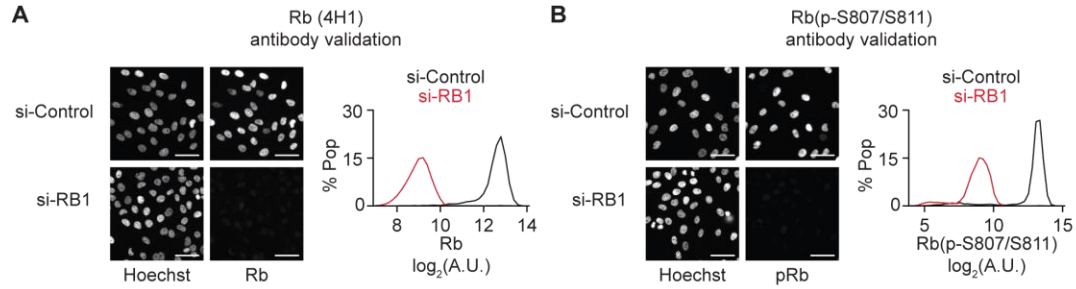 A
Rb (4H1)
antibody validation
si-Control
si-RB1
Hoechst
Rb
si-Control
si-RB1
% Pop
30
15
0
8
10
12
14
Rb
log₂(A.U.)
B
Rb(p-S807/S811)
antibody validation
si-Control
si-RB1
Hoechst
pRb
si-Control
si-RB1
% Pop
30
15
0
5
10
15
Rb(p-S807/S811)
log₂(A.U.)